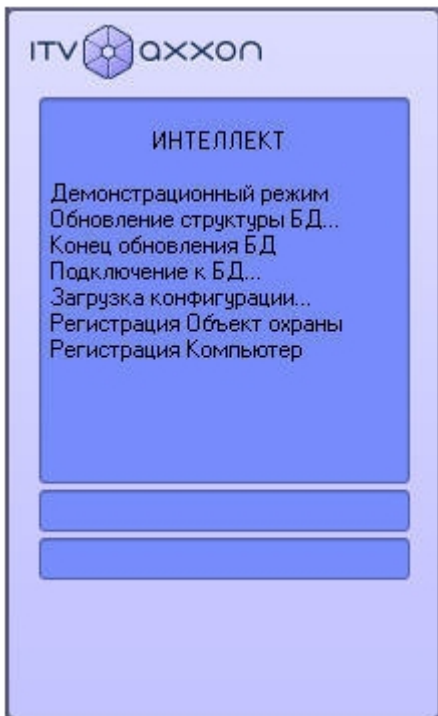 ITV axxon
ИНТЕЛЛЕКТ
Демонстрационный режим
Обновление структуры БД...
Конец обновления БД
Подключение к БД...
Загрузка конфигурации...
Регистрация Объект охраны
Регистрация Компьютер